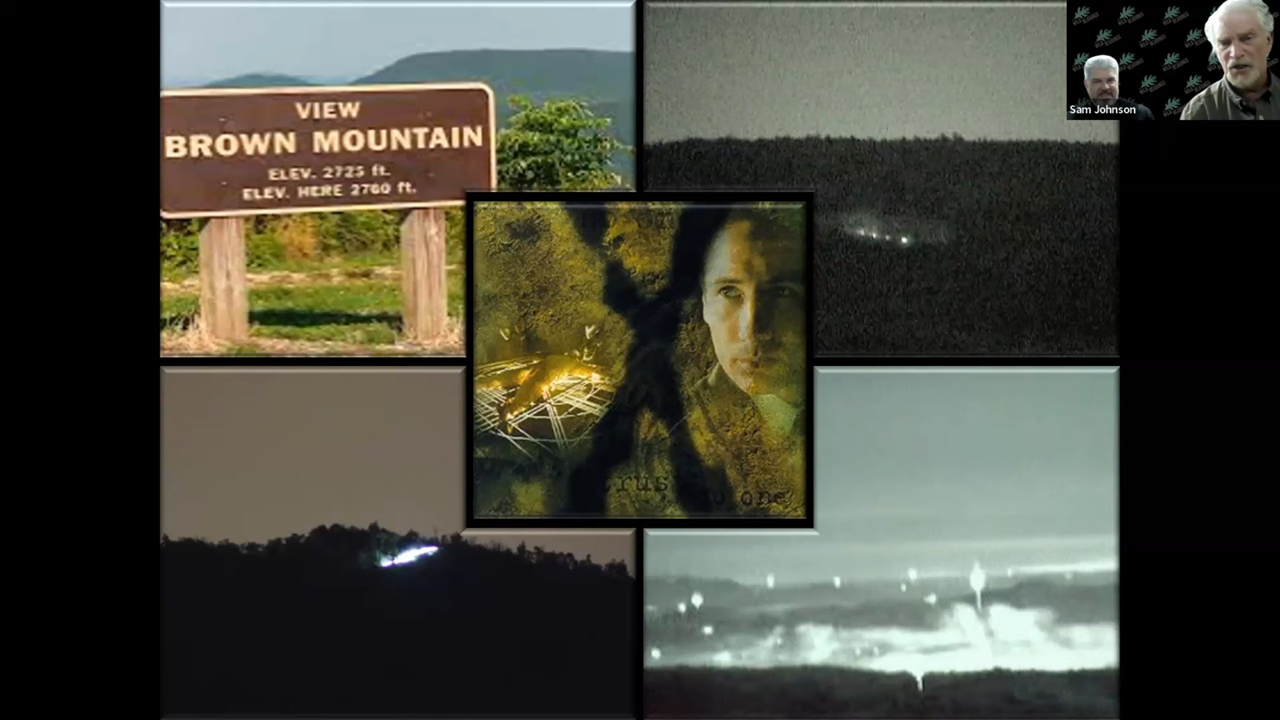 VIEW
BROWN MOUNTAIN
ELEV. 2725 ft.
ELEV. HERE 2760 ft.
Sam Johnson